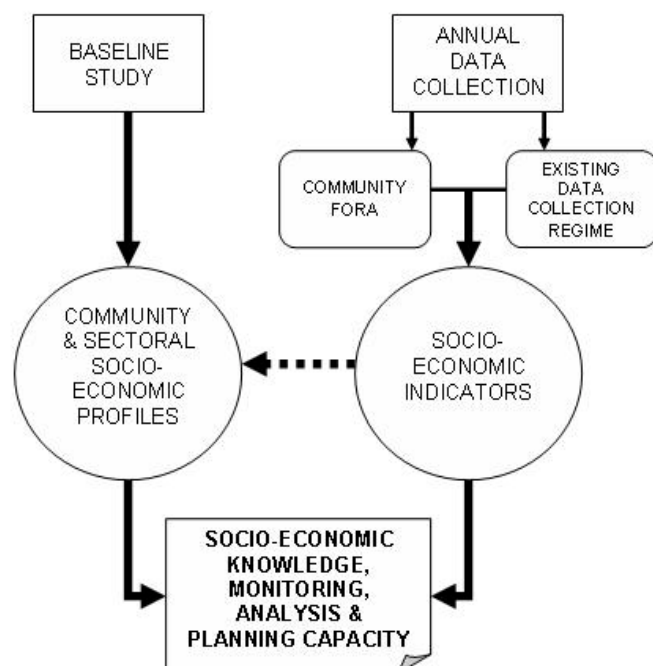 BASELINE
STUDY
ANNUAL
DATA
COLLECTION
COMMUNITY
FORA
EXISTING
DATA
COLLECTION
REGIME
COMMUNITY
& SECTORAL
SOCIO-
ECONOMIC
PROFILES
SOCIO-
ECONOMIC
INDICATORS
SOCIO-ECONOMIC
KNOWLEDGE,
MONITORING,
ANALYSIS &
PLANNING CAPACITY